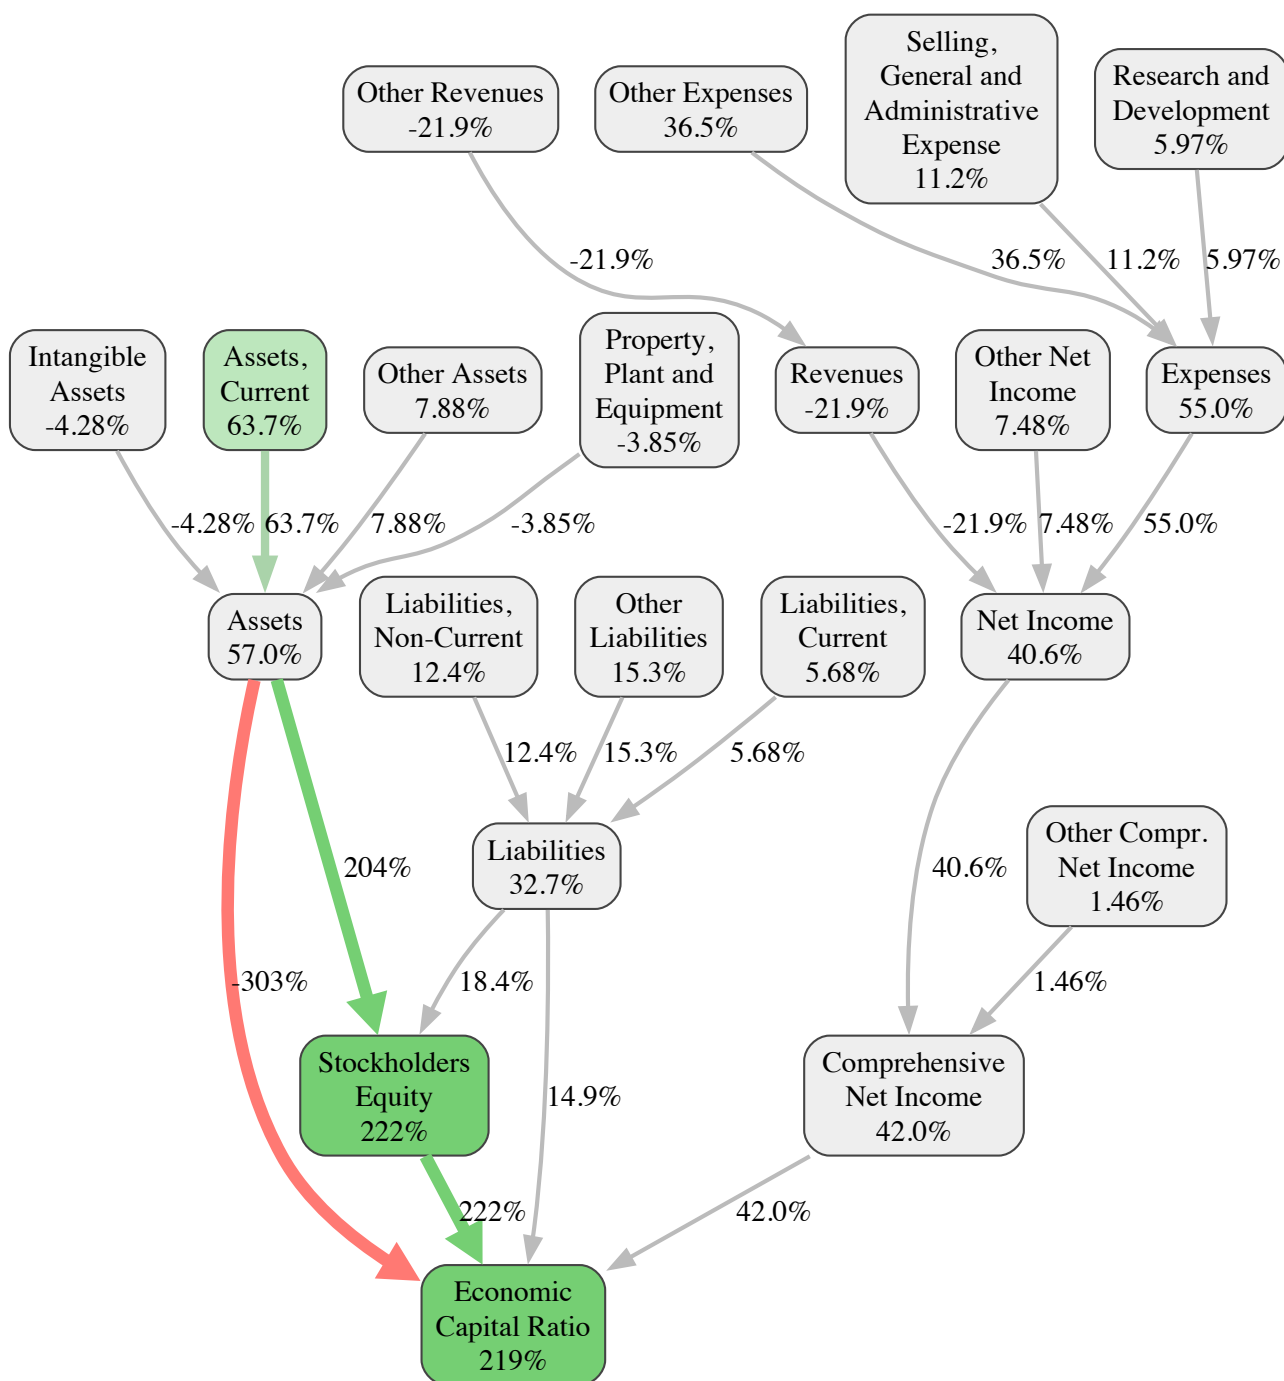 Other Revenues
-21.9%
Other Expenses
36.5%
Selling,
General and
Administrative
Expense
11.2%
Research and
Development
5.97%
-21.9%
36.5%
11.2%
5.97%
Intangible
Assets
-4.28%
Assets,
Current
63.7%
Other Assets
7.88%
Property,
Plant and
Equipment
-3.85%
Revenues
-21.9%
Other Net
Income
7.48%
Expenses
55.0%
-4.28%
63.7%
7.88%
-3.85%
-21.9%
7.48%
55.0%
Assets
57.0%
Liabilities,
Non-Current
12.4%
Other
Liabilities
15.3%
Liabilities,
Current
5.68%
Net Income
40.6%
12.4%
15.3%
5.68%
204%
Liabilities
32.7%
40.6%
Other Compr.
Net Income
1.46%
-303%
18.4%
1.46%
Stockholders
Equity
222%
14.9%
Comprehensive
Net Income
42.0%
222%
42.0%
Economic
Capital Ratio
219%